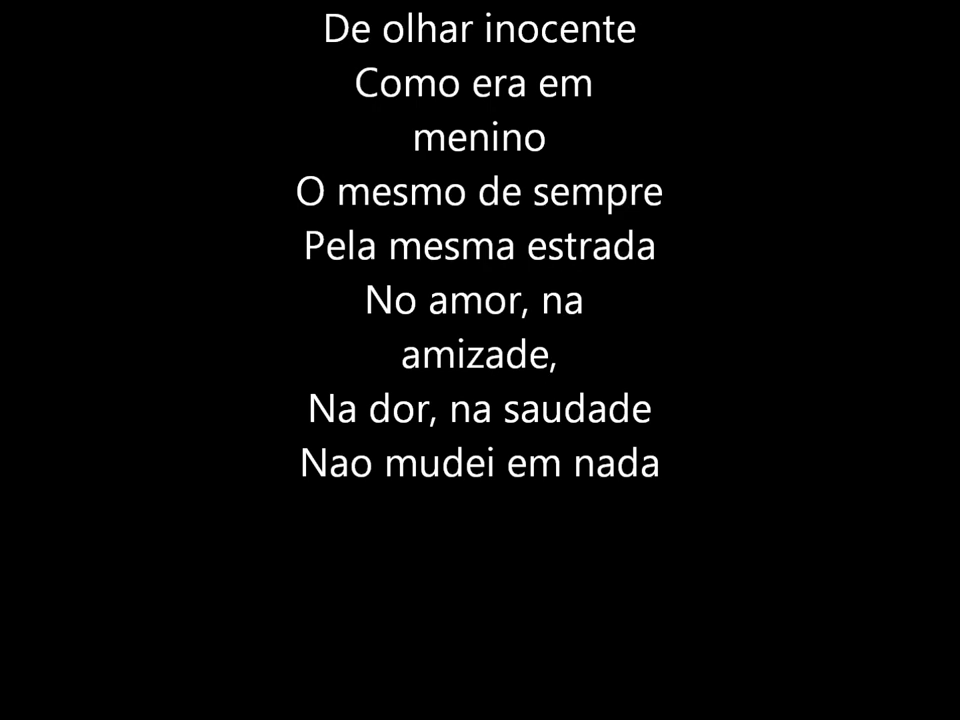 De olhar inocente
Como era em
menino
O mesmo de sempre
Pela mesma estrada
No amor, na
amizade,
Na dor, na saudade
Nao mudei em nada